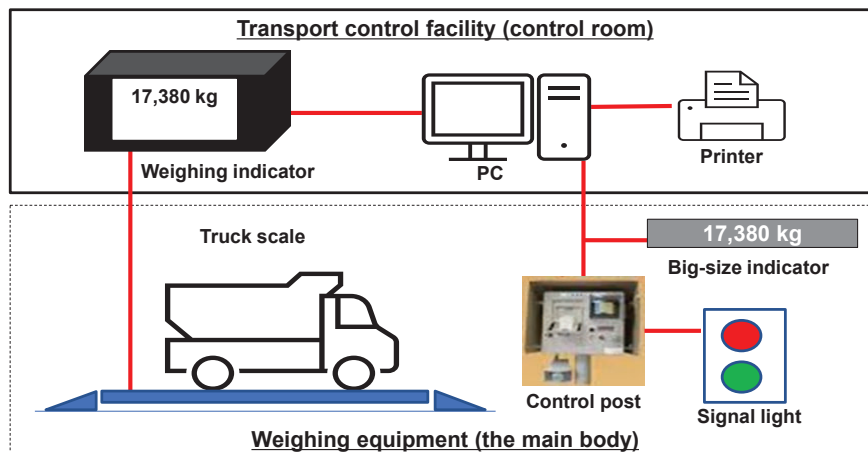 Transport control facility (control room)
17,380 kg
Weighing indicator
PC
Printer
Truck scale
17,380 kg
Big-size indicator
Control post
Signal light
Weighing equipment (the main body)